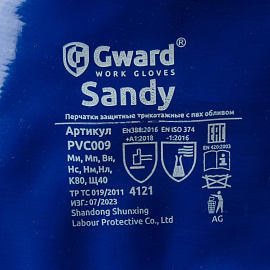 Gward®
WORK GLOVES
Sandy
Перчатки защитные трикотажные с пвх обливом
Артикул
PVC009
Ми, Мп, Вн,
Нс, Нм,Нл,
К80, Щ40
ТР ТС 019/2011
ИЗГ: 07/2023
Shandong Shunxing
Labour Protective Co., Ltd
EN388:2016
+A1:2018
4121
EN ISO 374
-1:2016
EAC
EN 420:2003
i
AG